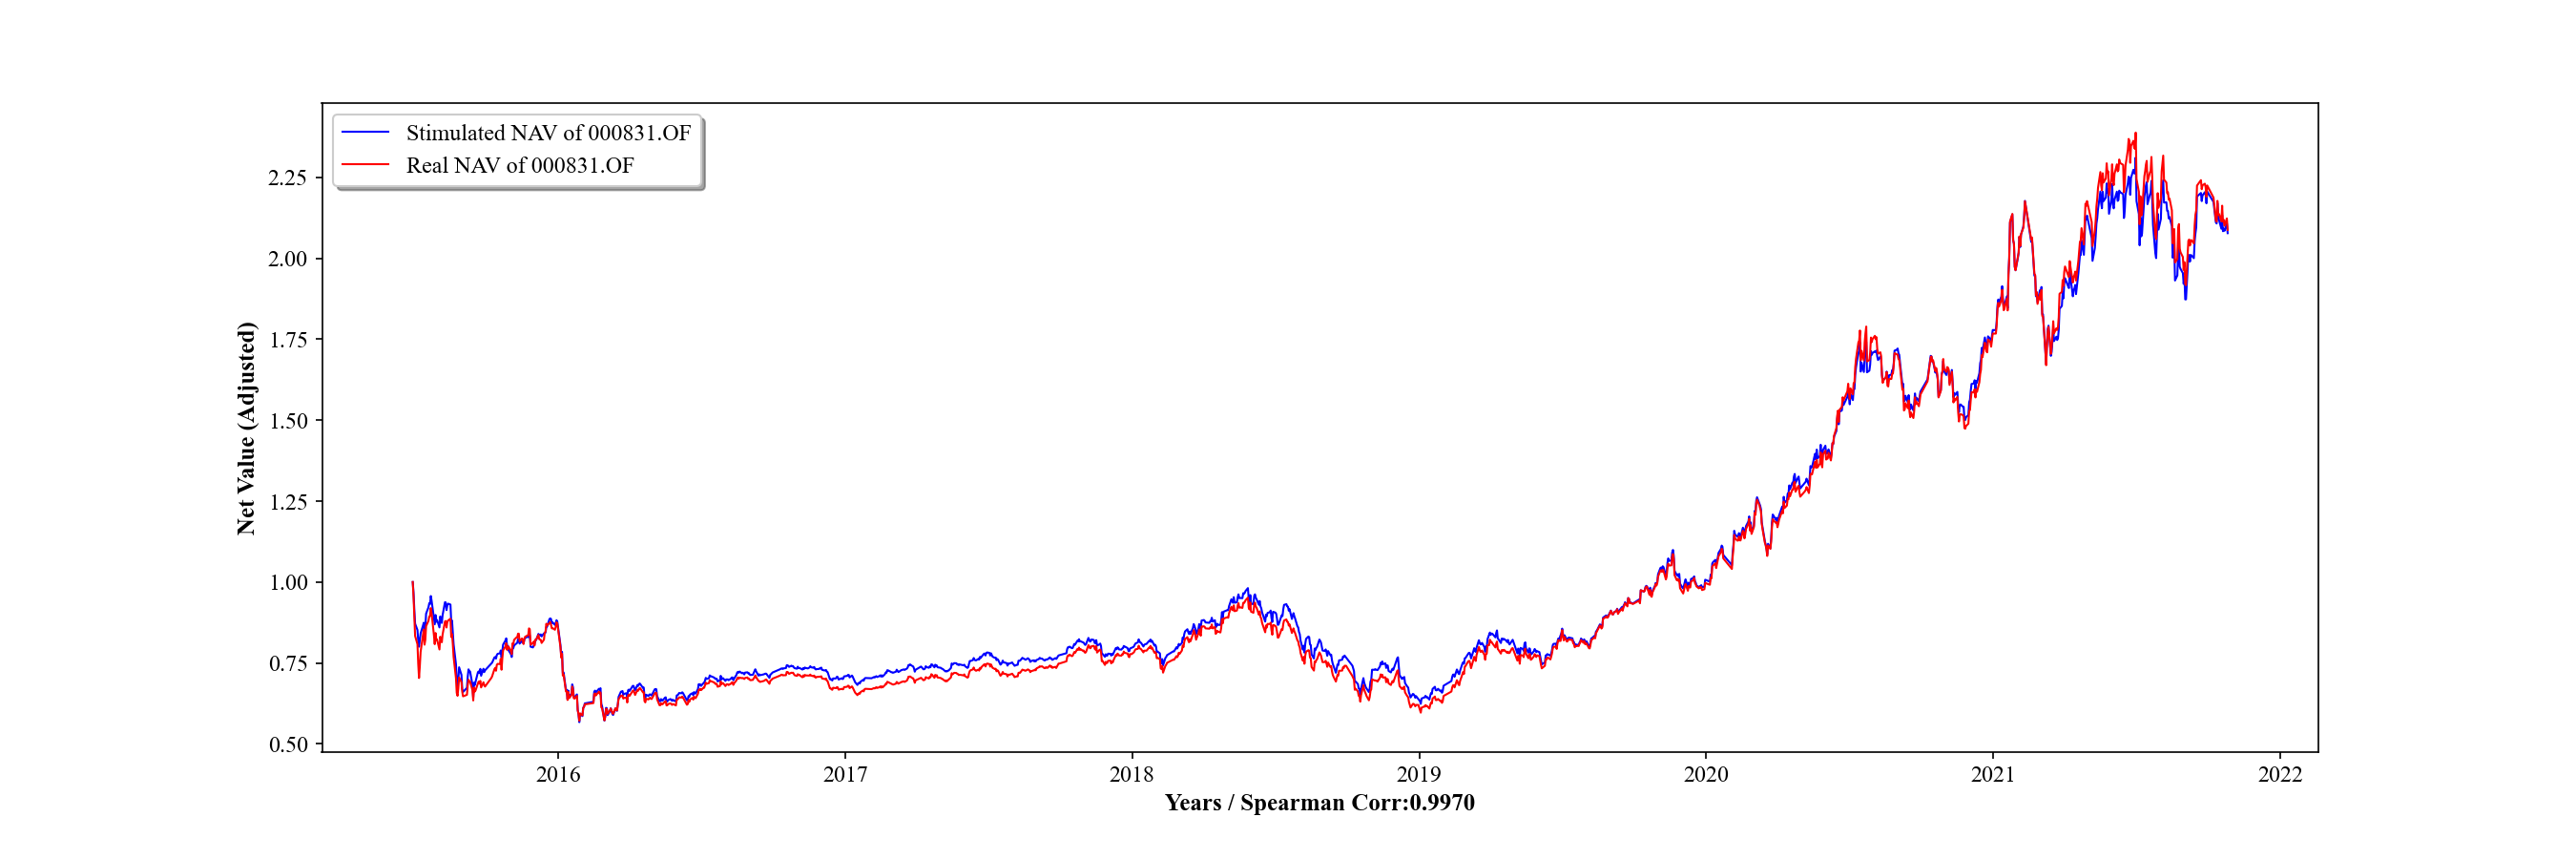 Stimulated NAV of 000831.OF
Real NAV of 000831.OF
Net Value (Adjusted)
2.25
2.00
1.75
1.50
1.25
1.00
0.75
0.50
2016 2017 2018 2019 2020 2021 2022
Years / Spearman Corr:0.9970